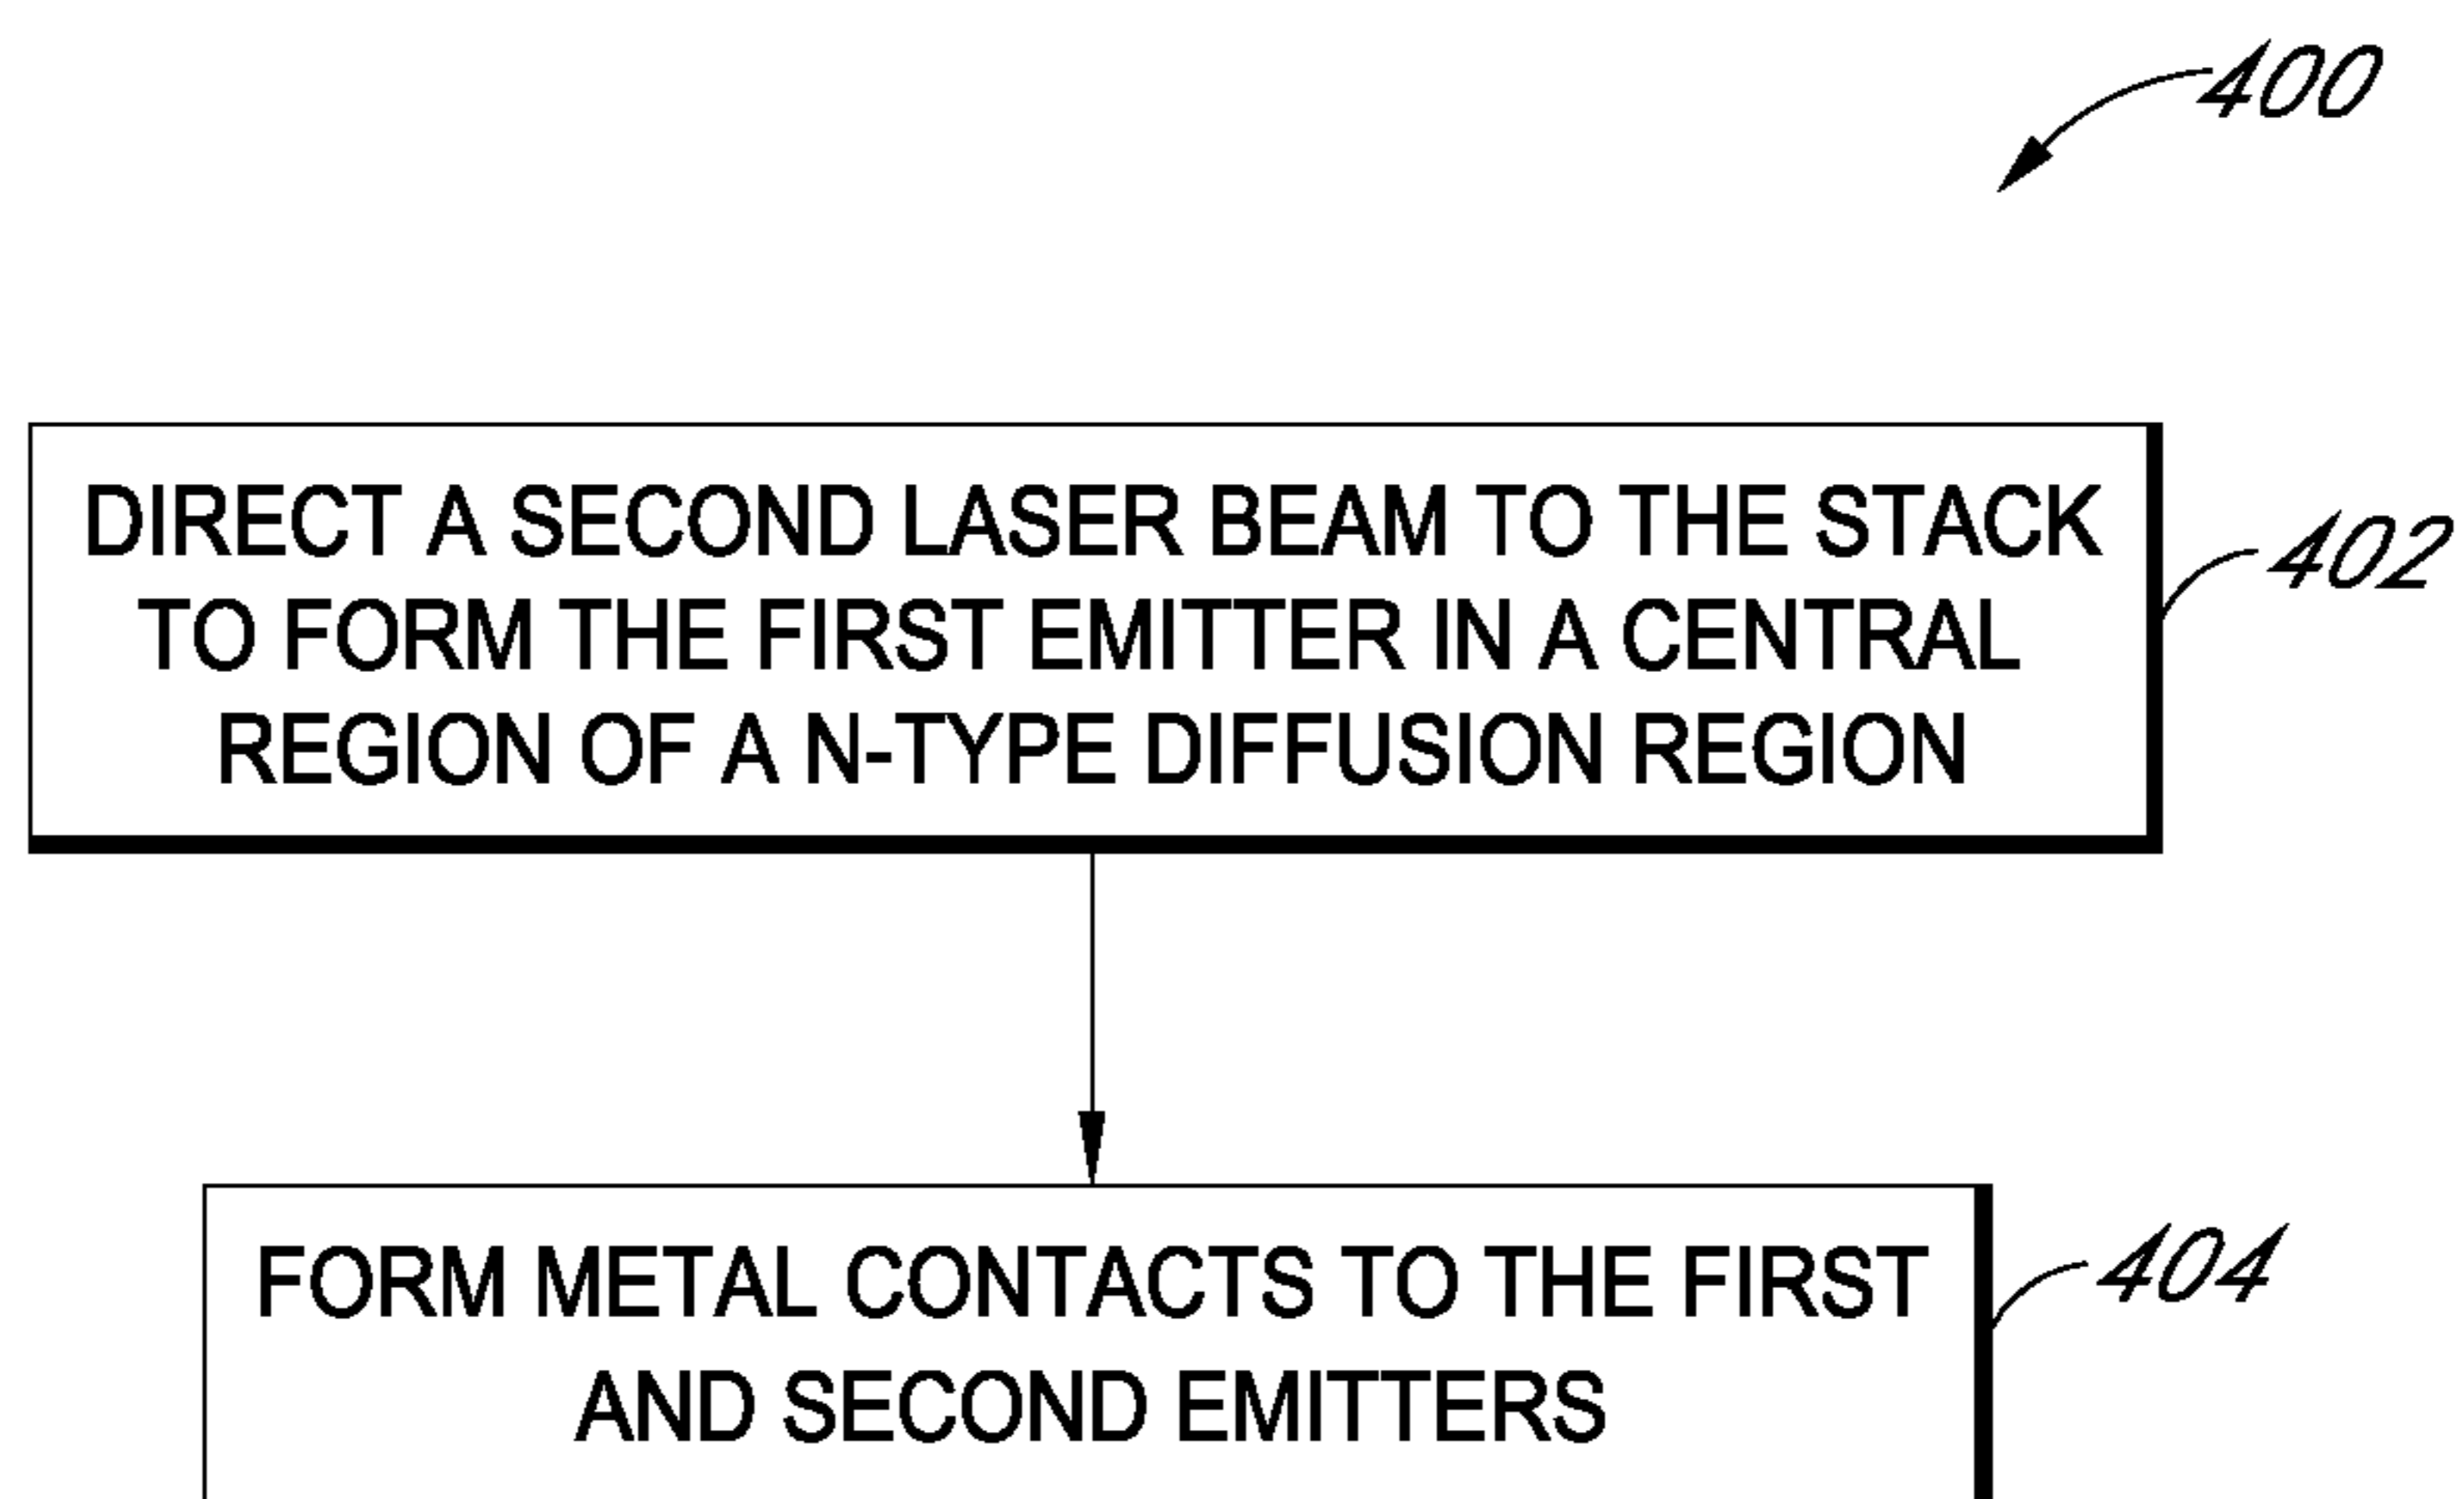 400
DIRECT A SECOND LASER BEAM TO THE STACK
TO FORM THE FIRST EMITTER IN A CENTRAL
REGION OF A N-TYPE DIFFUSION REGION
402
FORM METAL CONTACTS TO THE FIRST
AND SECOND EMITTERS
404